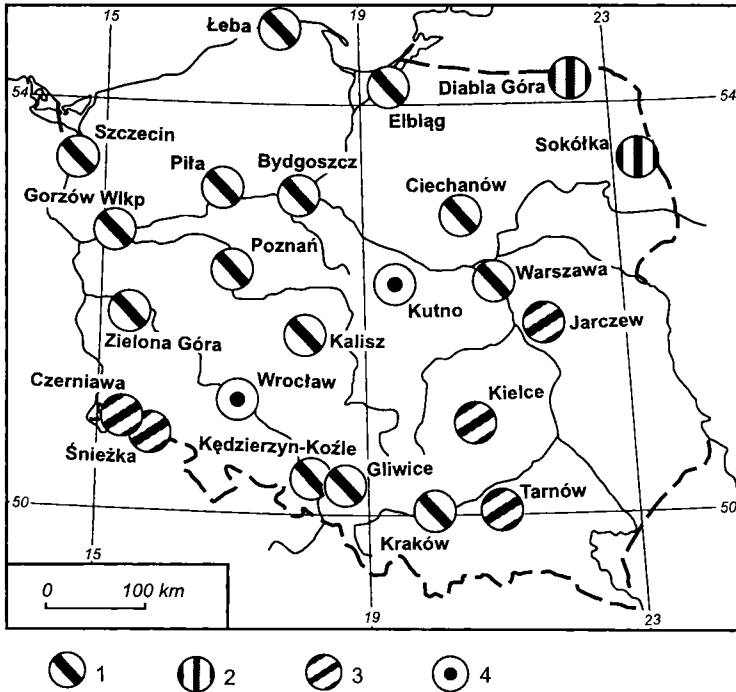 15
23
Łeba
54
Diabla Góra
54
Elbląg
Szczecin
Sokółka
Piła
Bydgoszcz
Ciechanów
Gorzów Wlkp
Poznań
Warszawa
Kutno
Jarczew
Zielona Góra
Kalisz
Czerniawa
Wrocław
Kielce
Śnieżka
Kędzierzyn-Koźle
Gliwice
Tarnów
50
50
Kraków
15
0 100 km
19
23
1 2 3 4